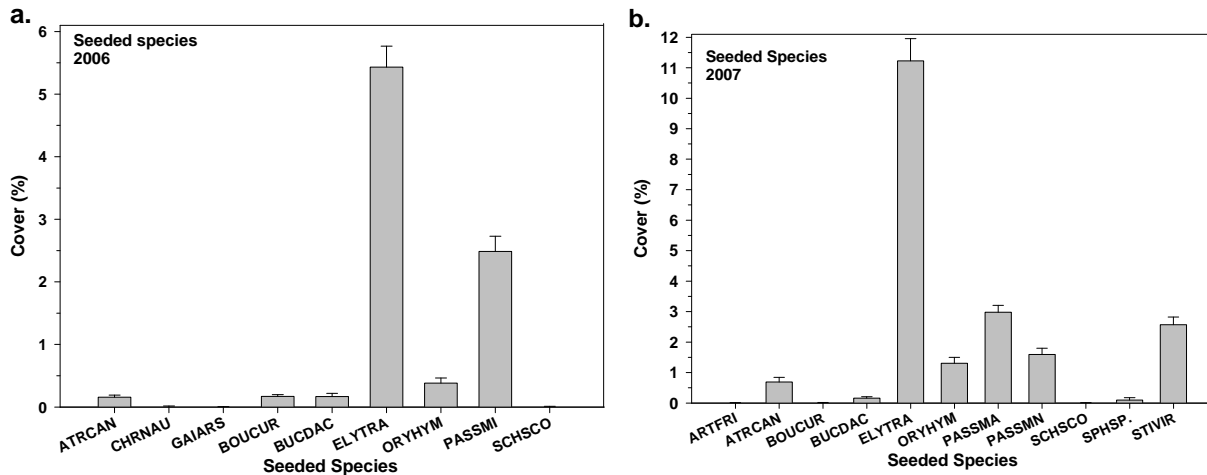 a.
Seeded species
2006
Cover (%)
6
5
4
3
2
1
0
ATRCAN
CHRNAU
GAIARS
BOUCUR
BUCDAC
ELYTRA
ORYHYM
PASSMI
SCHSCO
Seeded Species
b.
Seeded Species
2007
Cover (%)
12
11
10
9
8
7
6
5
4
3
2
1
0
ARTFRI
ATRCAN
BOUCUR
BUCDAC
ELYTRA
ORYHYM
PASSMA
PASSMN
SCHSCO
SPHSP.
STIVIR
Seeded Species